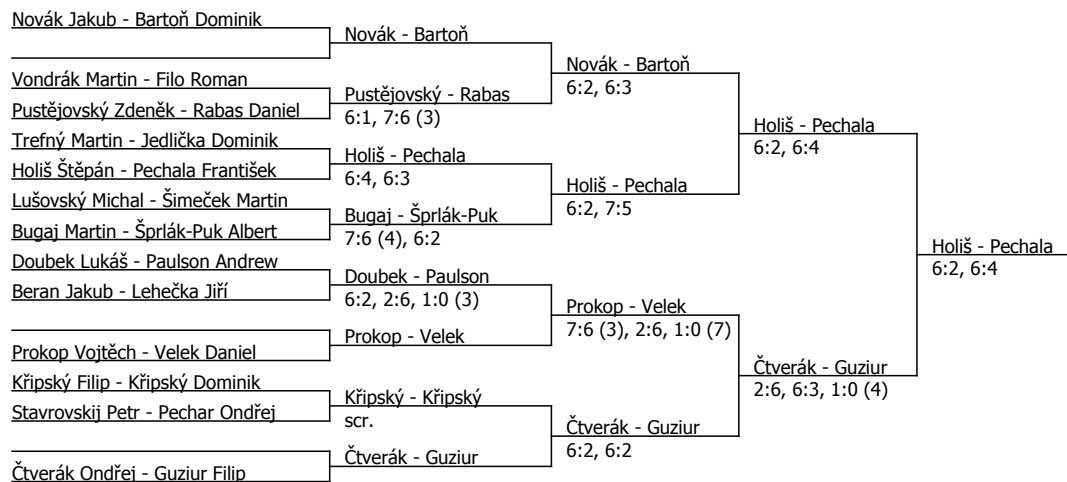 Novák Jakub - Bartoň Dominik
Vondrák Martin - Filo Roman
Pustějovský Zdeněk - Rabas Daniel
Trefný Martin - Jedlička Dominik
Holiš Štěpán - Pechala František
Lušovský Michal - Šimeček Martin
Bugaj Martin - Šprlák-Puk Albert
Doubek Lukáš - Paulson Andrew
Beran Jakub - Lehečka Jiří
Prokop Vojtěch - Velek Daniel
Křipský Filip - Křipský Dominik
Stavrovskij Petr - Pechar Ondřej
Čtverák Ondřej - Guziur Filip
Novák - Bartoň
Pustějovský - Rabas
6:1, 7:6 (3)
Holiš - Pechala
6:4, 6:3
Bugaj - Šprlák-Puk
7:6 (4), 6:2
Doubek - Paulson
6:2, 2:6, 1:0 (3)
Prokop - Velek
Křipský - Křipský
scr.
Čtverák - Guziur
Novák - Bartoň
6:2, 6:3
Holiš - Pechala
6:2, 7:5
Prokop - Velek
7:6 (3), 2:6, 1:0 (7)
Čtverák - Guziur
6:2, 6:2
Holiš - Pechala
6:2, 6:4
Čtverák - Guziur
2:6, 6:3, 1:0 (4)
Holiš - Pechala
6:2, 6:4